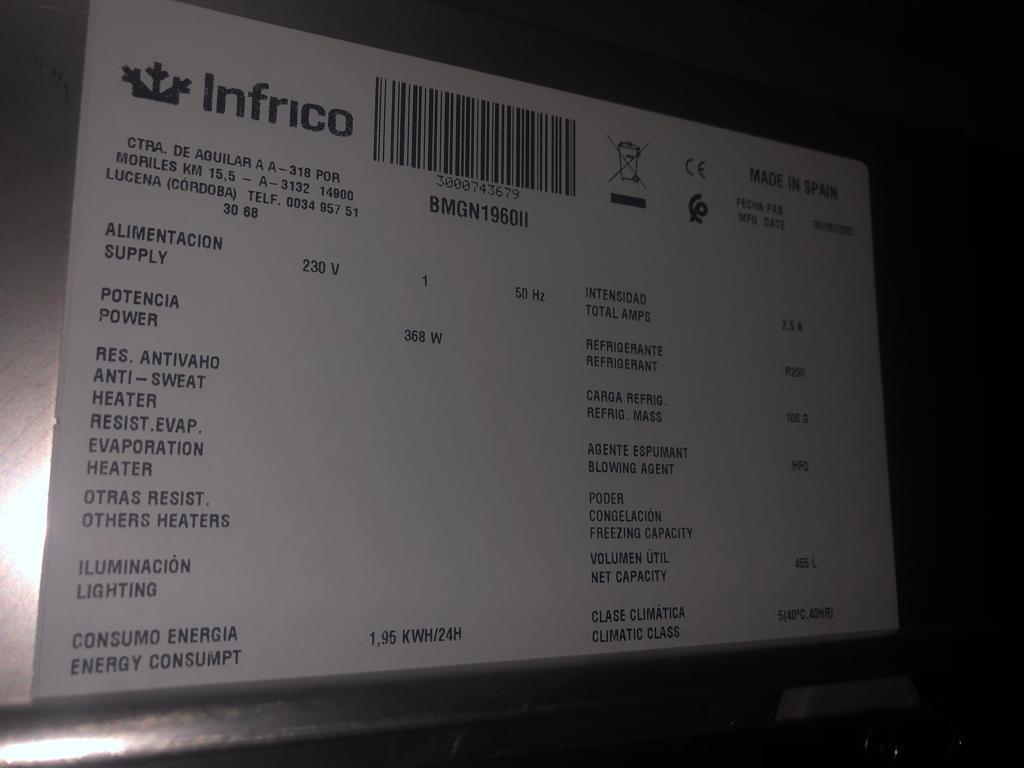 Infrico
CTRA. DE AGUILAR A A-318 POR
MORILES KM 15,5 - A-3132 14900
LUCENA (CÓRDOBA) TELF. 0034 957 51
30 68
3000743679
BMGN1960II
CE
MADE IN SPAIN
FECHA FAB.
MFG. DATE
ALIMENTACION
SUPPLY
230 V
1
50 Hz
POTENCIA
POWER
368 W
RES. ANTIVAHO
ANTI-SWEAT
HEATER
RESIST.EVAP.
EVAPORATION
HEATER
OTRAS RESIST.
OTHERS HEATERS
ILUMINACIÓN
LIGHTING
CONSUMO ENERGIA
ENERGY CONSUMPT
1,95 KWH/24H
INTENSIDAD
TOTAL AMPS
2,5 A
REFRIGERANTE
REFRIGERANT
R290
CARGA REFRIG.
REFRIG. MASS
100 G
AGENTE ESPUMANT
BLOWING AGENT
HFO
PODER
CONGELACIÓN
FREEZING CAPACITY
VOLUMEN ÚTIL
NET CAPACITY
465 L
CLASE CLIMÁTICA
CLIMATIC CLASS
5(40ºC,40HR)